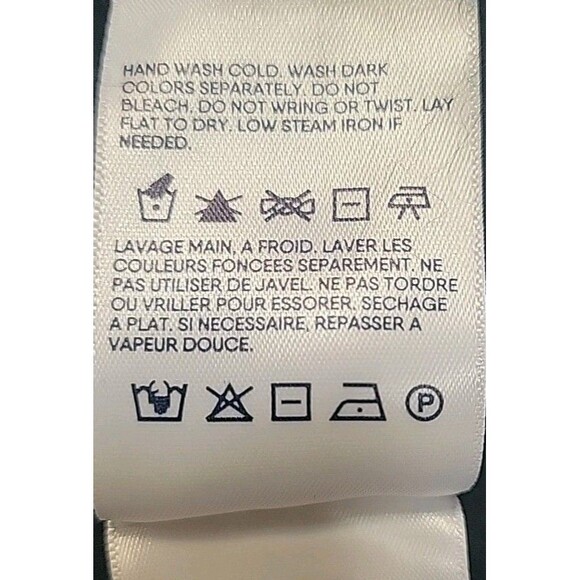 HAND WASH COLD. WASH DARK
COLORS SEPARATELY. DO NOT
BLEACH. DO NOT WRING OR TWIST. LAY
FLAT TO DRY. LOW STEAM IRON IF
NEEDED.
LAVAGE MAIN, A FROID. LAVER LES
COULEURS FONCEES SEPAREMENT. NE
PAS UTILISER DE JAVEL. NE PAS TORDRE
OU VRILLER POUR ESSORER. SECHAGE
A PLAT. SI NECESSAIRE, REPASSER A
VAPEUR DOUCE.
P